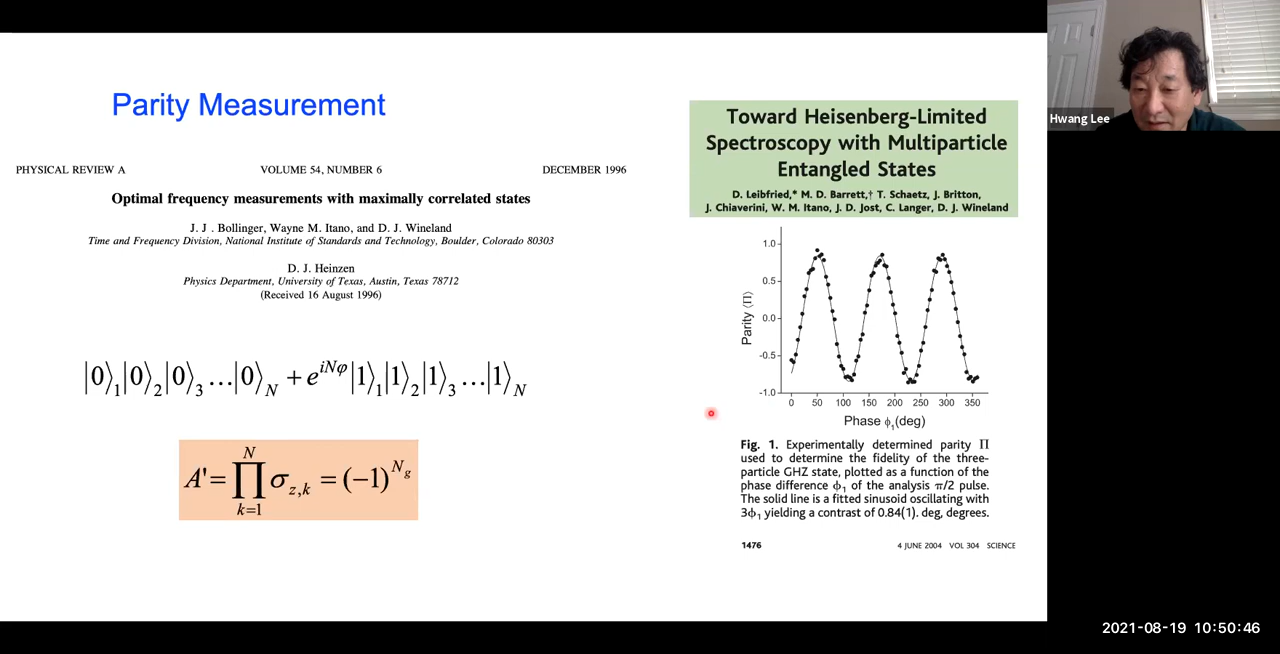 Parity Measurement
PHYSICAL REVIEW A VOLUME 54, NUMBER 6 DECEMBER 1996
Optimal frequency measurements with maximally correlated states
J. J . Bollinger, Wayne M. Itano, and D. J. Wineland
Time and Frequency Division, National Institute of Standards and Technology, Boulder, Colorado 80303
D. J. Heinzen
Physics Department, University of Texas, Austin, Texas 78712
(Received 16 August 1996)
|0⟩₁|0⟩₂|0⟩₃…|0⟩_N + e^{iNφ}|1⟩₁|1⟩₂|1⟩₃…|1⟩_N
A'= ∏_{k=1}^{N} σ_{z,k} = (−1)^{N_g}
Toward Heisenberg-Limited
Spectroscopy with Multiparticle
Entangled States
D. Leibfried,* M. D. Barrett,† T. Schaetz, J. Britton,
J. Chiaverini, W. M. Itano, J. D. Jost, C. Langer, D. J. Wineland
1.0
0.5
0.0
-0.5
-1.0
Parity ⟨Π⟩
0 50 100 150 200 250 300 350
Phase ϕ₁(deg)
Fig. 1. Experimentally determined parity Π
used to determine the fidelity of the three-
particle GHZ state, plotted as a function of the
phase difference ϕ₁ of the analysis π/2 pulse.
The solid line is a fitted sinusoid oscillating with
3ϕ₁ yielding a contrast of 0.84(1). deg, degrees.
1476 4 JUNE 2004 VOL 304 SCIENCE
Hwang Lee
2021-08-19 10:50:46